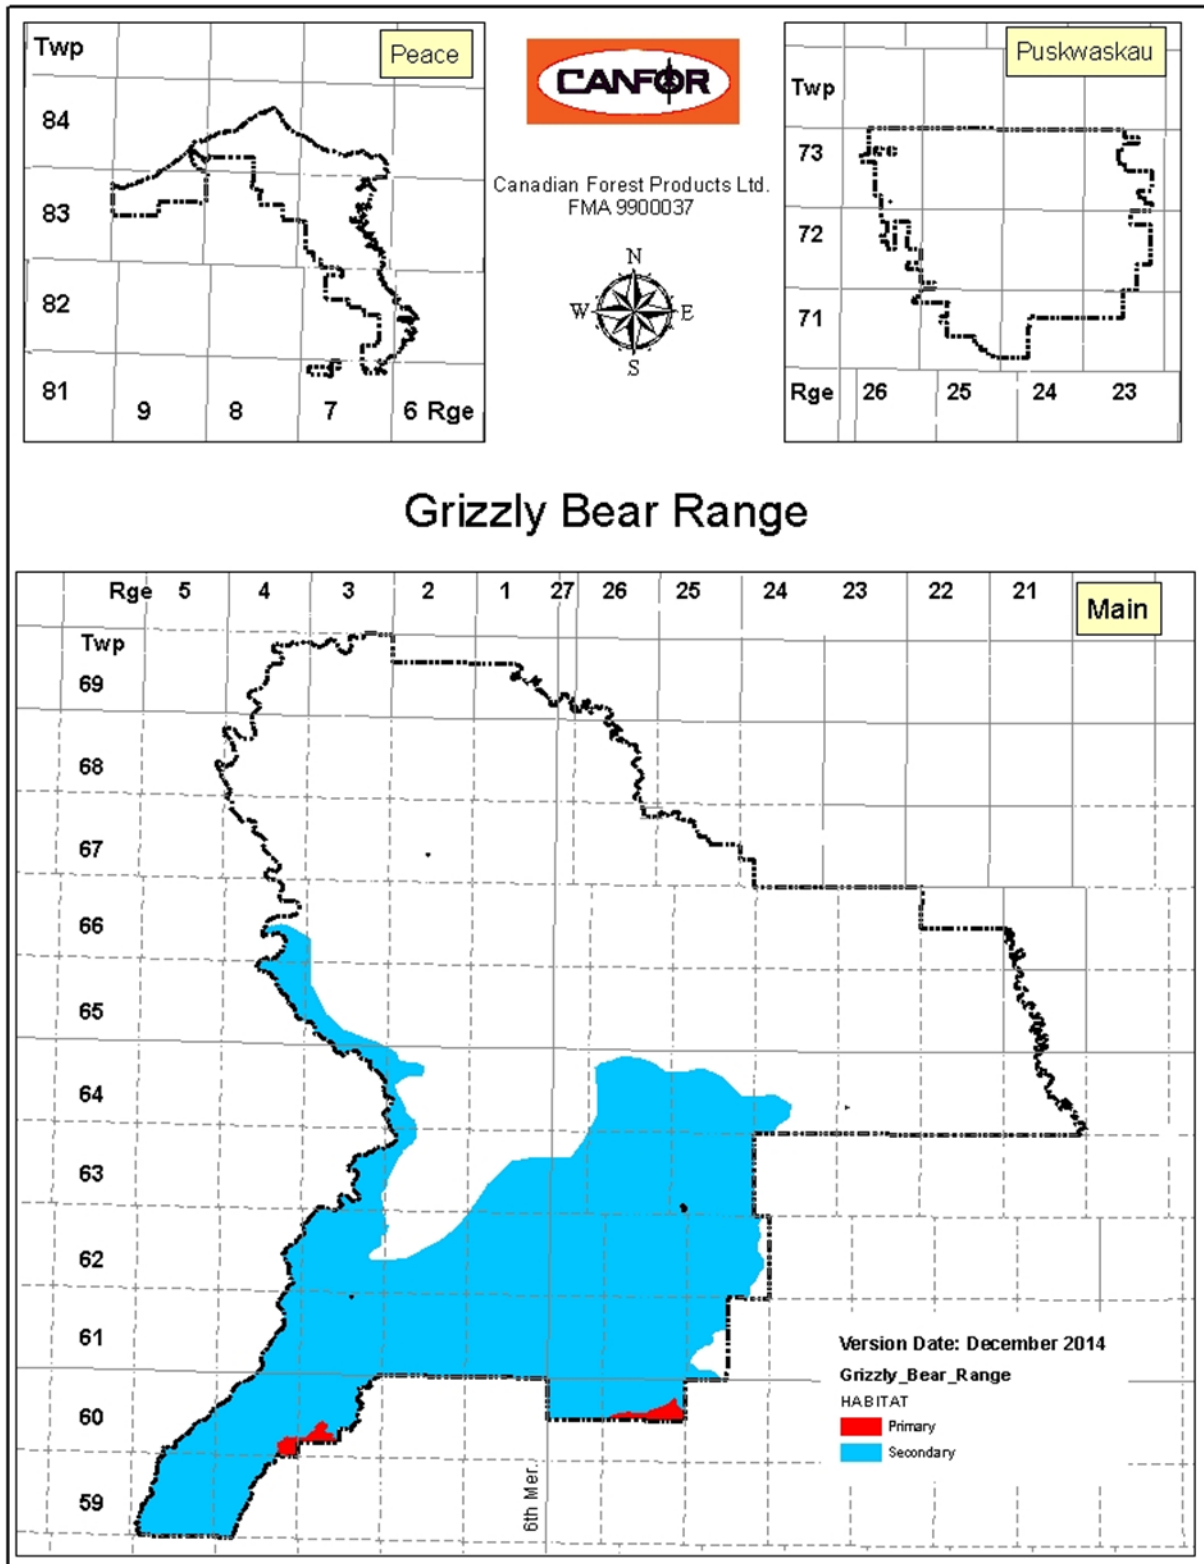 Twp
Peace
84
83
82
81
9 8 7 6 Rge
CANFOR
Canadian Forest Products Ltd.
FMA 9900037
N
W E
S
Puskwaskau
Twp
73
72
71
Rge 26 25 24 23
Grizzly Bear Range
Rge 5 4 3 2 1 27 26 25 24 23 22 21
Main
Twp
69
68
67
66
65
64
63
62
61
60
59
6th Mer.
Version Date: December 2014
Grizzly_Bear_Range
HABITAT
Primary
Secondary